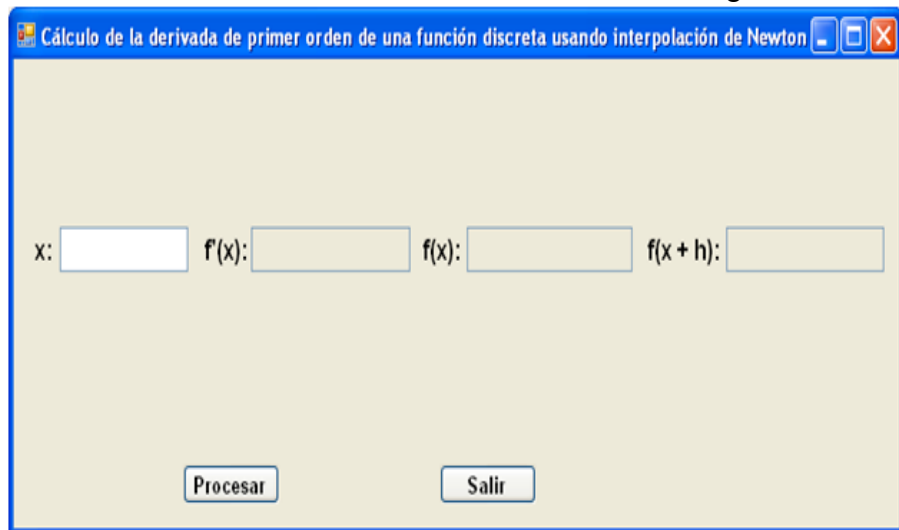 Cálculo de la derivada de primer orden de una función discreta usando interpolación de Newton
x: f'(x): f(x): f(x + h):
Procesar Salir